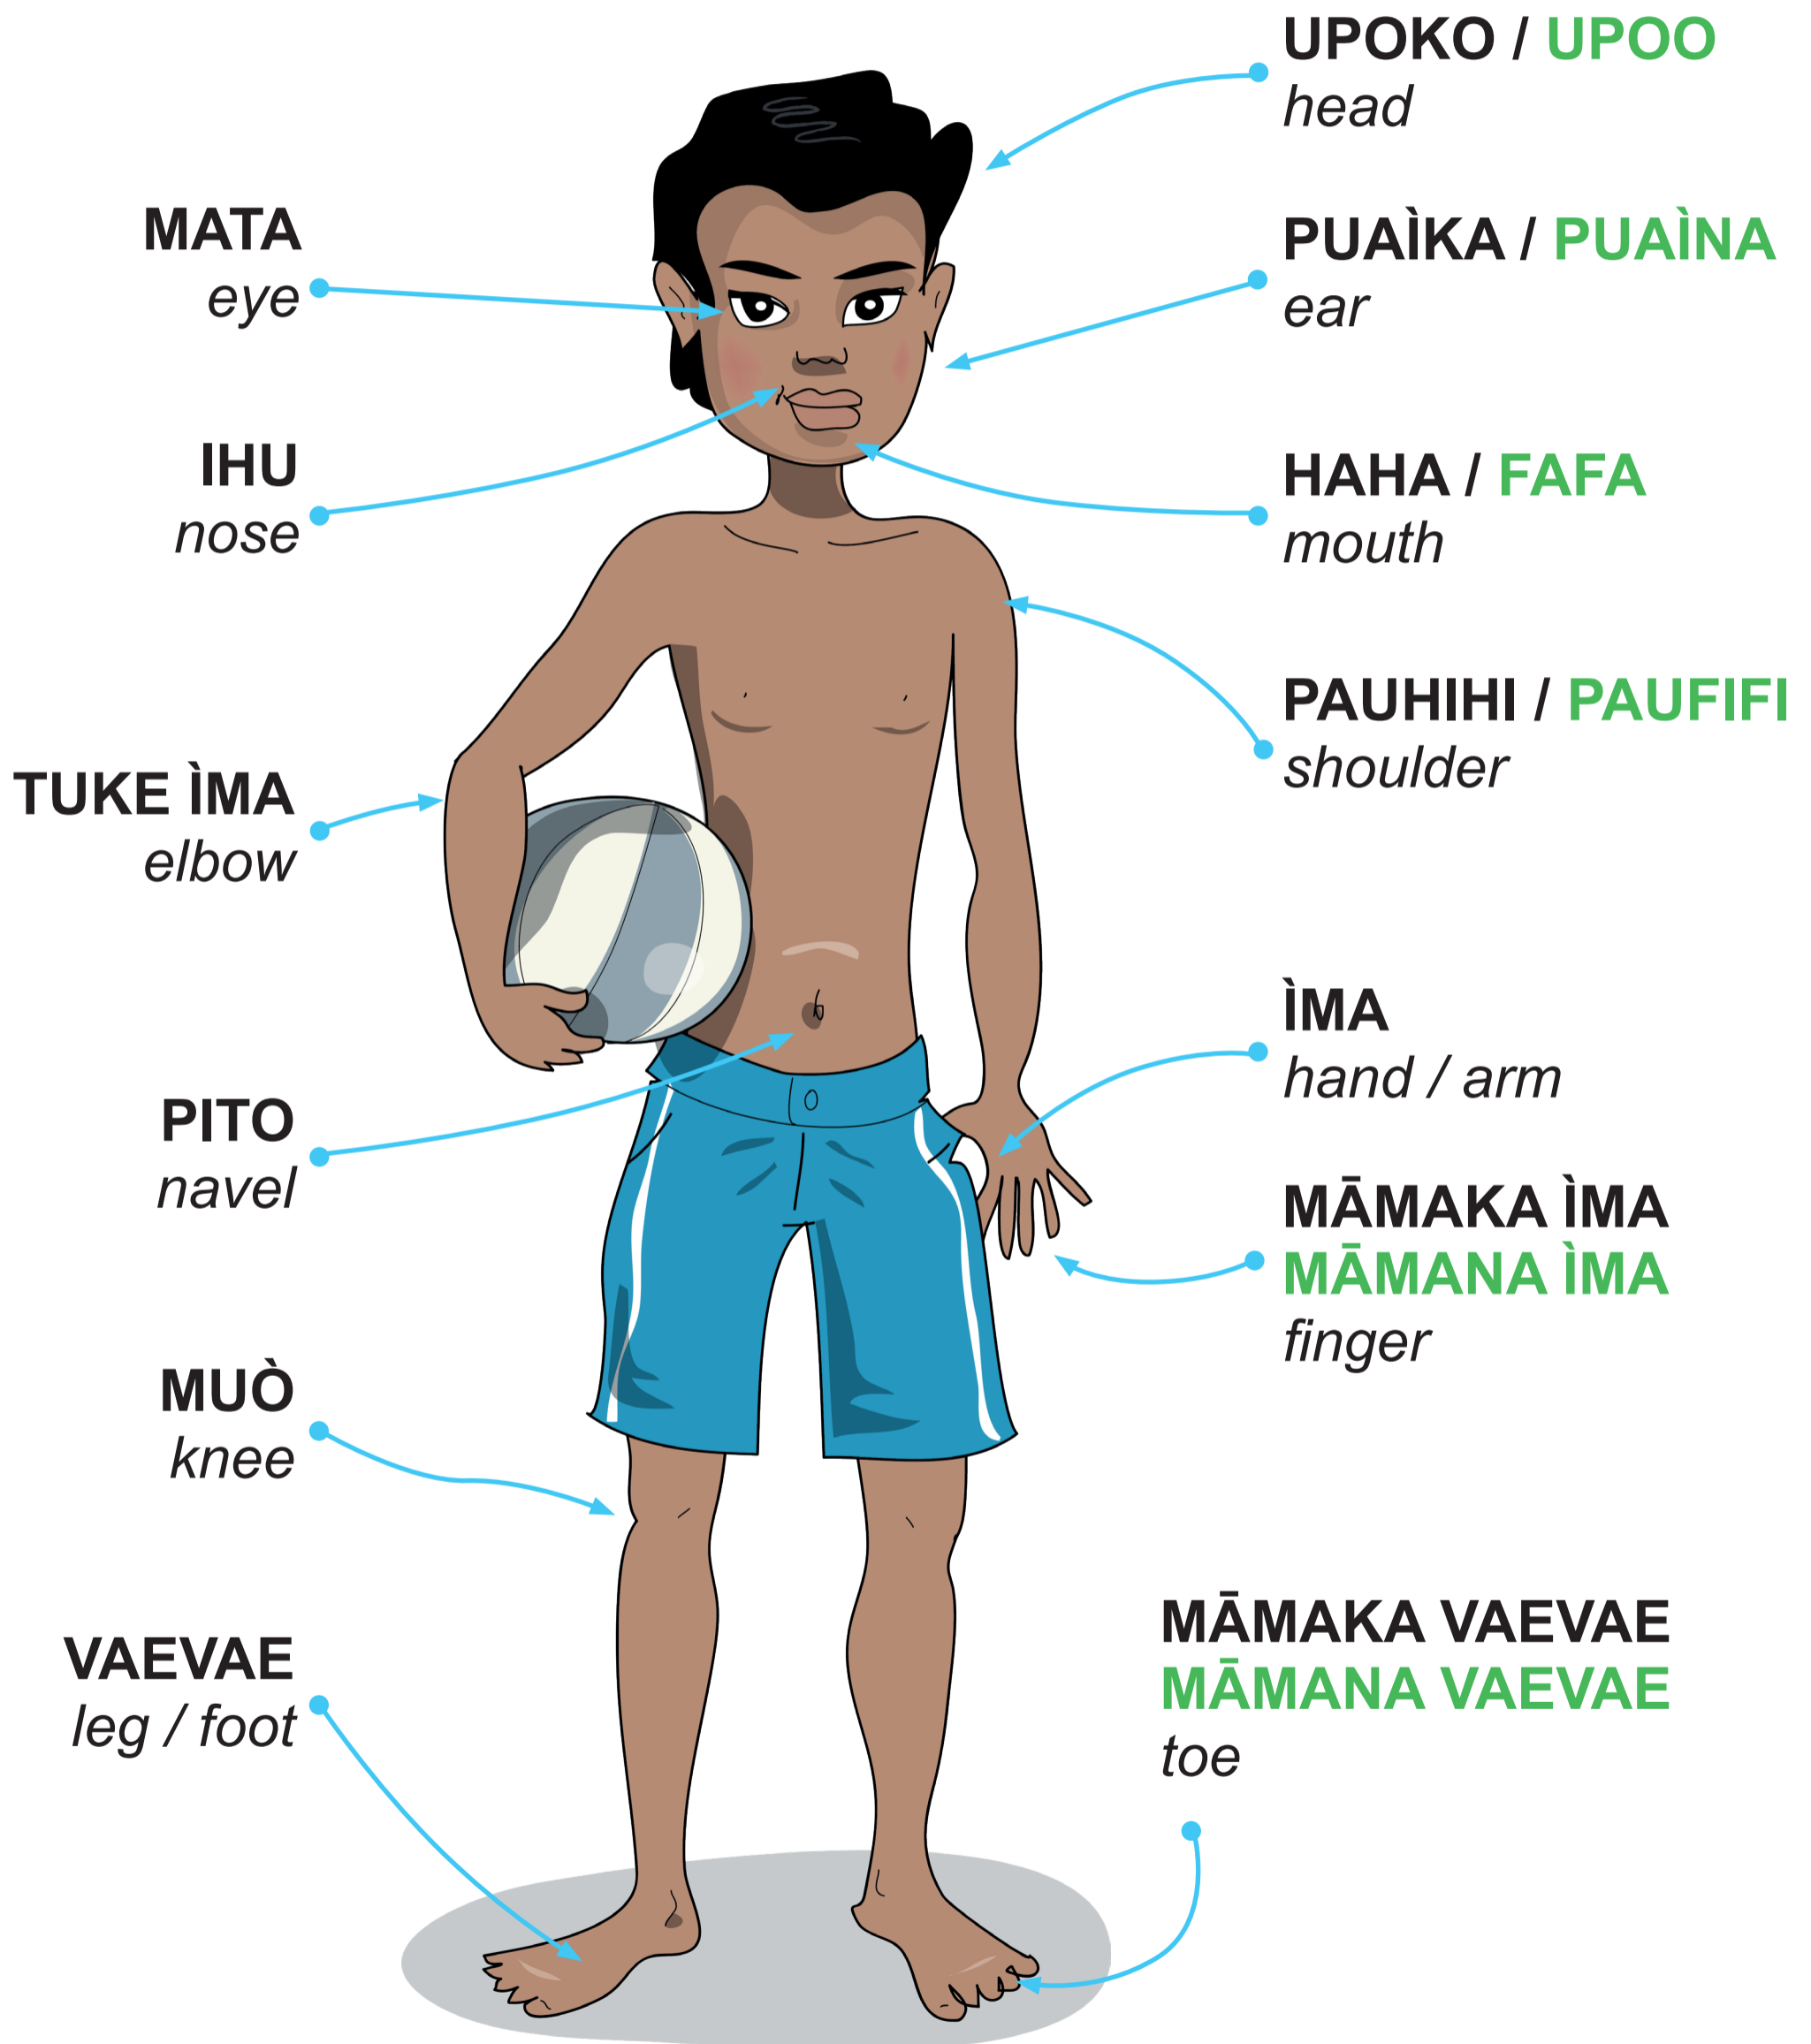 UPOKO / UPOO
head
MATA
eye
PUAÌKA / PUAÌNA
ear
IHU
nose
HAHA / FAFA
mouth
PAUHIHI / PAUFIFI
shoulder
TUKE ÌMA
elbow
ÌMA
hand / arm
PITO
navel
MĀMAKA ÌMA
MĀMANA ÌMA
finger
MUÒ
knee
VAEVAE
leg / foot
MĀMAKA VAEVAE
MĀMANA VAEVAE
toe